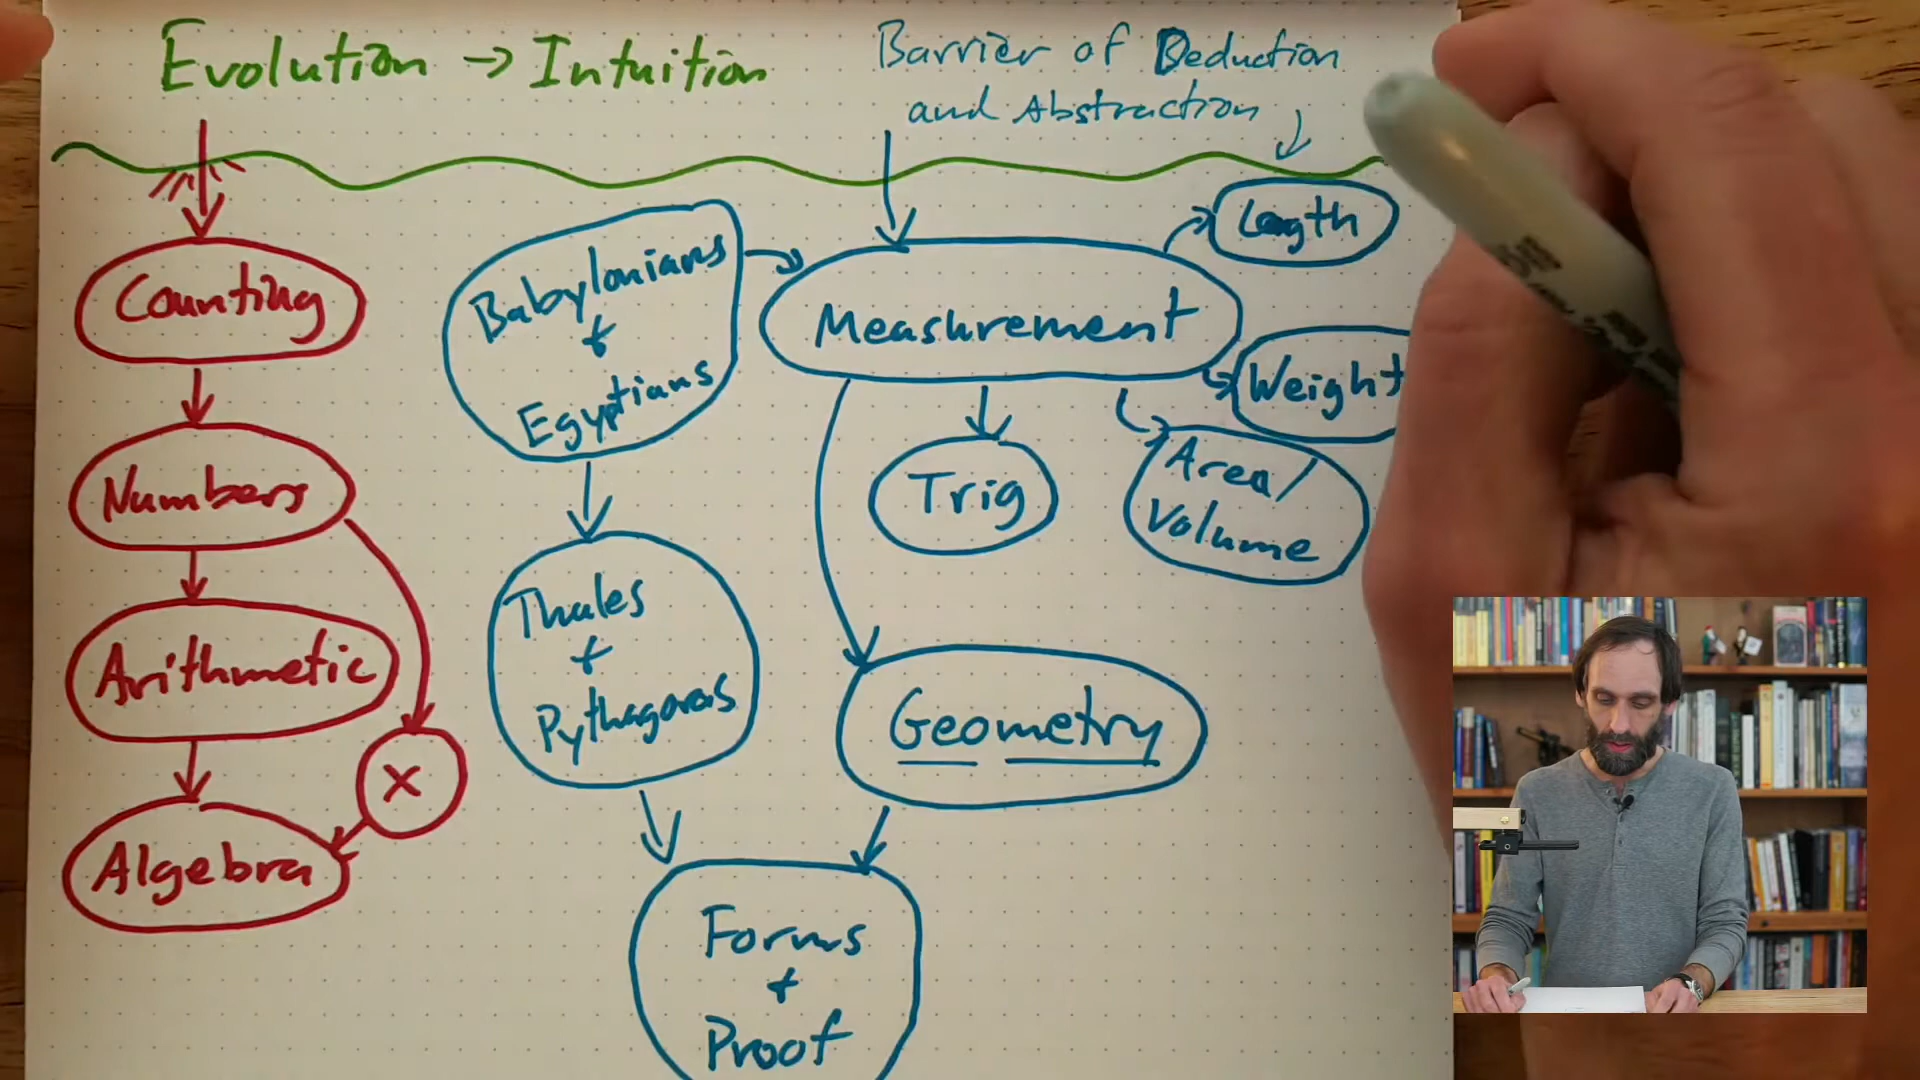 Evolution → Intuition
Barrier of Deduction
and Abstraction
Counting
Numbers
Arithmetic
×
Algebra
Babylonians
+
Egyptians
Thales
+
Pythagoras
Measurement
Length
Weight
Trig
Area/
Volume
Geometry
Forms
+
Proof